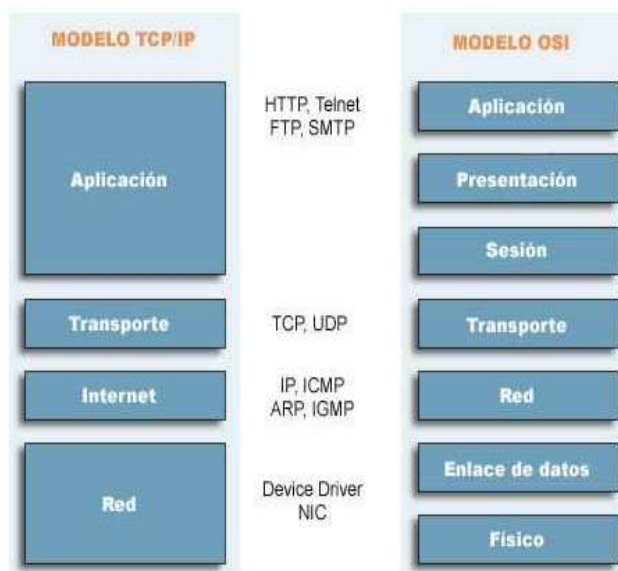 MODELO TCP/IP
Aplicación
Transporte
Internet
Red
HTTP, Telnet
FTP, SMTP
TCP, UDP
IP, ICMP
ARP, IGMP
Device Driver
NIC
MODELO OSI
Aplicación
Presentación
Sesión
Transporte
Red
Enlace de datos
Físico